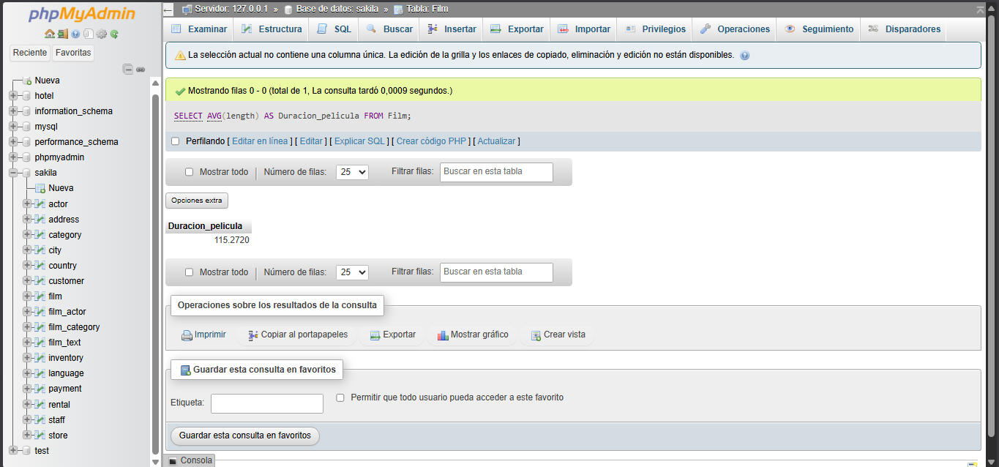 phpMyAdmin
Reciente Favoritas
Nueva
hotel
information_schema
mysql
performance_schema
phpmyadmin
sakila
Nueva
actor
address
category
city
country
customer
film
film_actor
film_category
film_text
inventory
language
payment
rental
staff
store
test
Servidor: 127.0.0.1 » Base de datos: sakila » Tabla: Film
Examinar Estructura SQL Buscar Insertar Exportar Importar Privilegios Operaciones Seguimiento Disparadores
La selección actual no contiene una columna única. La edición de la grilla y los enlaces de copiado, eliminación y edición no están disponibles.
Mostrando filas 0 - 0 (total de 1, La consulta tardó 0,0009 segundos.)
SELECT AVG(length) AS Duracion_pelicula FROM Film;
Perfilando [ Editar en línea ] [ Editar ] [ Explicar SQL ] [ Crear código PHP ] [ Actualizar ]
Mostrar todo | Número de filas: 25 Filtrar filas: Buscar en esta tabla
Opciones extra
Duracion_pelicula
115.2720
Mostrar todo | Número de filas: 25 Filtrar filas: Buscar en esta tabla
Operaciones sobre los resultados de la consulta
Imprimir Copiar al portapapeles Exportar Mostrar gráfico Crear vista
Guardar esta consulta en favoritos
Etiqueta: Permitir que todo usuario pueda acceder a este favorito
Guardar esta consulta en favoritos
Consola